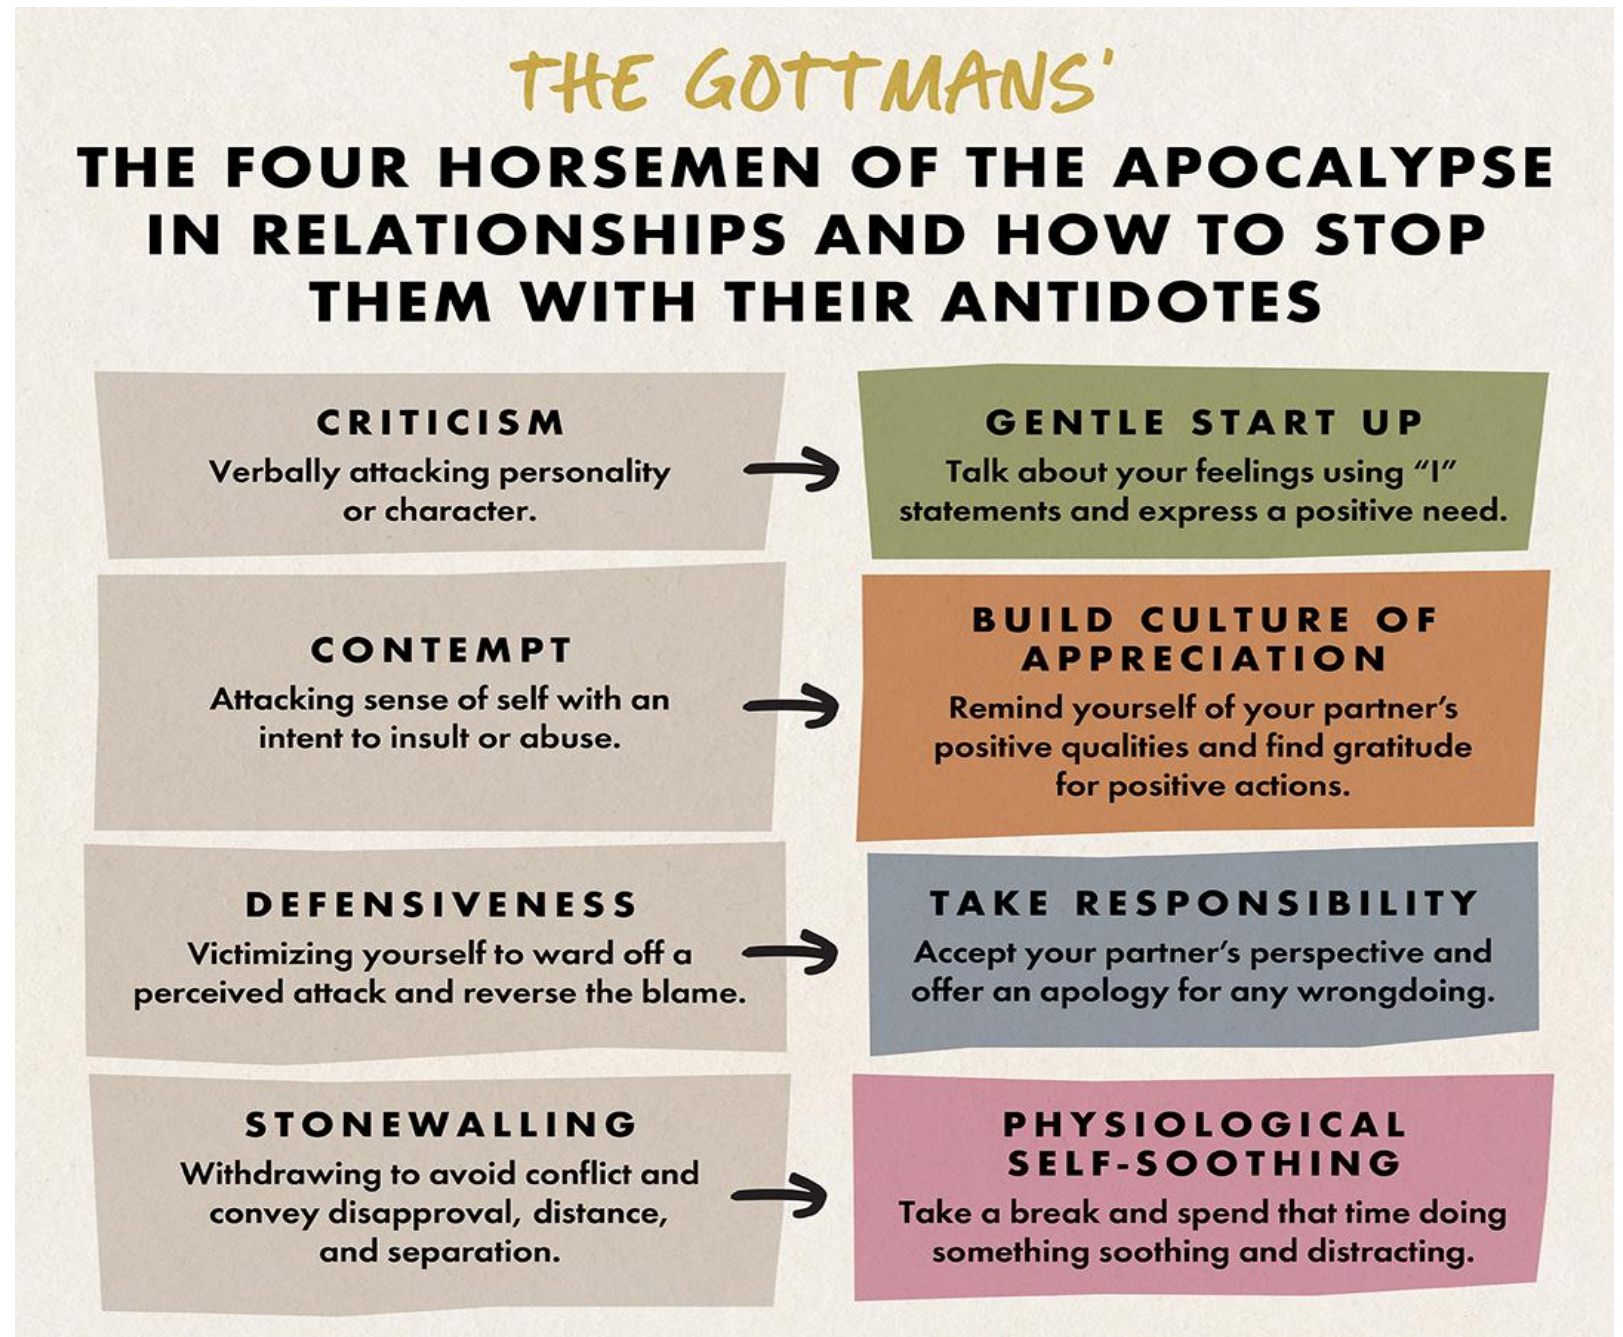 THE GOTTMANS'
THE FOUR HORSEMEN OF THE APOCALYPSE
IN RELATIONSHIPS AND HOW TO STOP
THEM WITH THEIR ANTIDOTES
CRITICISM
Verbally attacking personality
or character.
GENTLE START UP
Talk about your feelings using “I”
statements and express a positive need.
CONTEMPT
Attacking sense of self with an
intent to insult or abuse.
BUILD CULTURE OF
APPRECIATION
Remind yourself of your partner’s
positive qualities and find gratitude
for positive actions.
DEFENSIVENESS
Victimizing yourself to ward off a
perceived attack and reverse the blame.
TAKE RESPONSIBILITY
Accept your partner’s perspective and
offer an apology for any wrongdoing.
STONEWALLING
Withdrawing to avoid conflict and
convey disapproval, distance,
and separation.
PHYSIOLOGICAL
SELF-SOOTHING
Take a break and spend that time doing
something soothing and distracting.